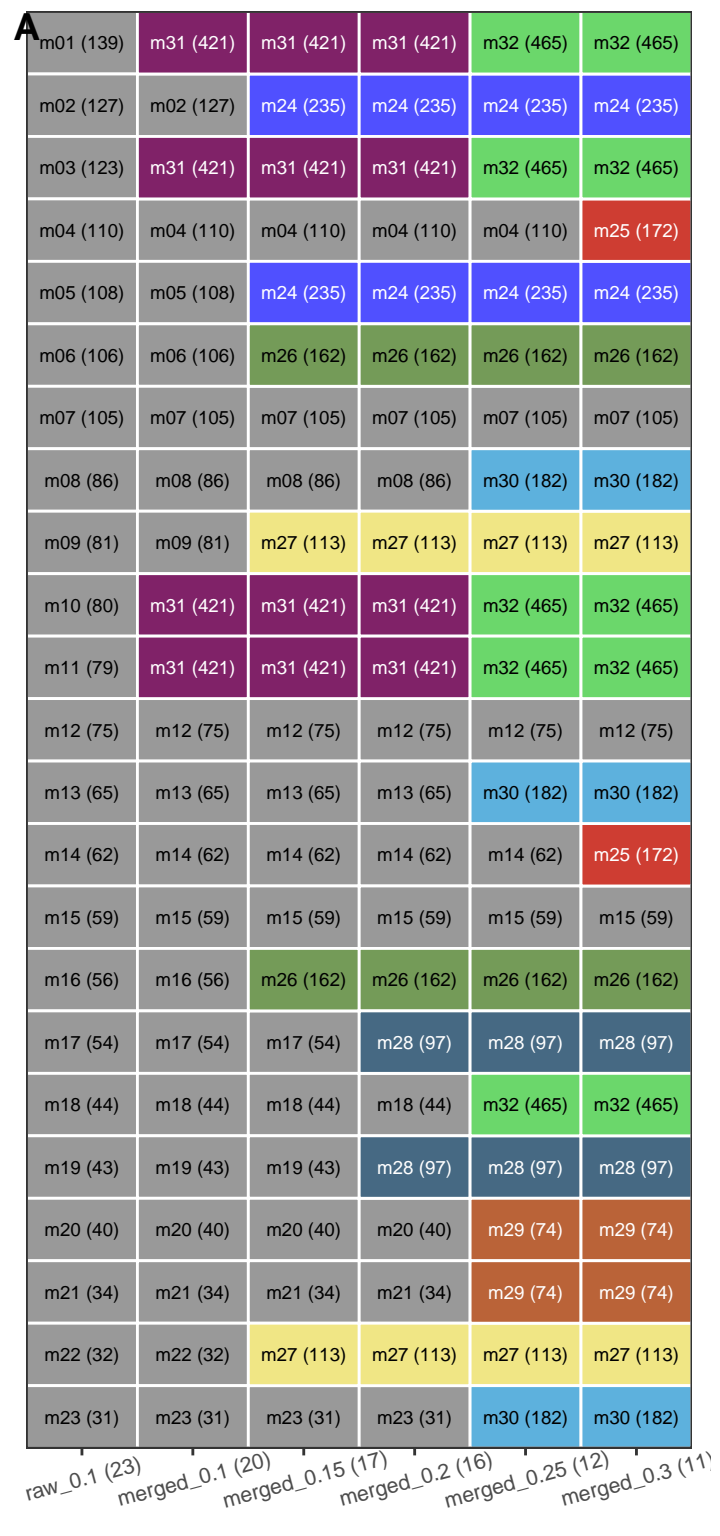 A
m01 (139) m31 (421) m31 (421) m31 (421) m32 (465) m32 (465)
m02 (127) m02 (127) m24 (235) m24 (235) m24 (235) m24 (235)
m03 (123) m31 (421) m31 (421) m31 (421) m32 (465) m32 (465)
m04 (110) m04 (110) m04 (110) m04 (110) m04 (110) m25 (172)
m05 (108) m05 (108) m24 (235) m24 (235) m24 (235) m24 (235)
m06 (106) m06 (106) m26 (162) m26 (162) m26 (162) m26 (162)
m07 (105) m07 (105) m07 (105) m07 (105) m07 (105) m07 (105)
m08 (86) m08 (86) m08 (86) m08 (86) m30 (182) m30 (182)
m09 (81) m09 (81) m27 (113) m27 (113) m27 (113) m27 (113)
m10 (80) m31 (421) m31 (421) m31 (421) m32 (465) m32 (465)
m11 (79) m31 (421) m31 (421) m31 (421) m32 (465) m32 (465)
m12 (75) m12 (75) m12 (75) m12 (75) m12 (75) m12 (75)
m13 (65) m13 (65) m13 (65) m13 (65) m30 (182) m30 (182)
m14 (62) m14 (62) m14 (62) m14 (62) m14 (62) m25 (172)
m15 (59) m15 (59) m15 (59) m15 (59) m15 (59) m15 (59)
m16 (56) m16 (56) m26 (162) m26 (162) m26 (162) m26 (162)
m17 (54) m17 (54) m17 (54) m28 (97) m28 (97) m28 (97)
m18 (44) m18 (44) m18 (44) m18 (44) m32 (465) m32 (465)
m19 (43) m19 (43) m19 (43) m28 (97) m28 (97) m28 (97)
m20 (40) m20 (40) m20 (40) m20 (40) m29 (74) m29 (74)
m21 (34) m21 (34) m21 (34) m21 (34) m29 (74) m29 (74)
m22 (32) m22 (32) m27 (113) m27 (113) m27 (113) m27 (113)
m23 (31) m23 (31) m23 (31) m23 (31) m30 (182) m30 (182)
raw_0.1 (23) merged_0.1 (20) merged_0.15 (17) merged_0.2 (16) merged_0.25 (12) merged_0.3 (11)